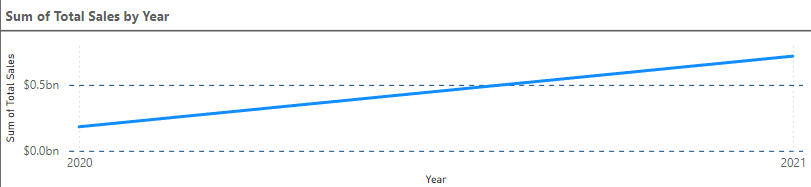 Sum of Total Sales by Year
Sum of Total Sales
$0.5bn
$0.0bn
2020
2021
Year